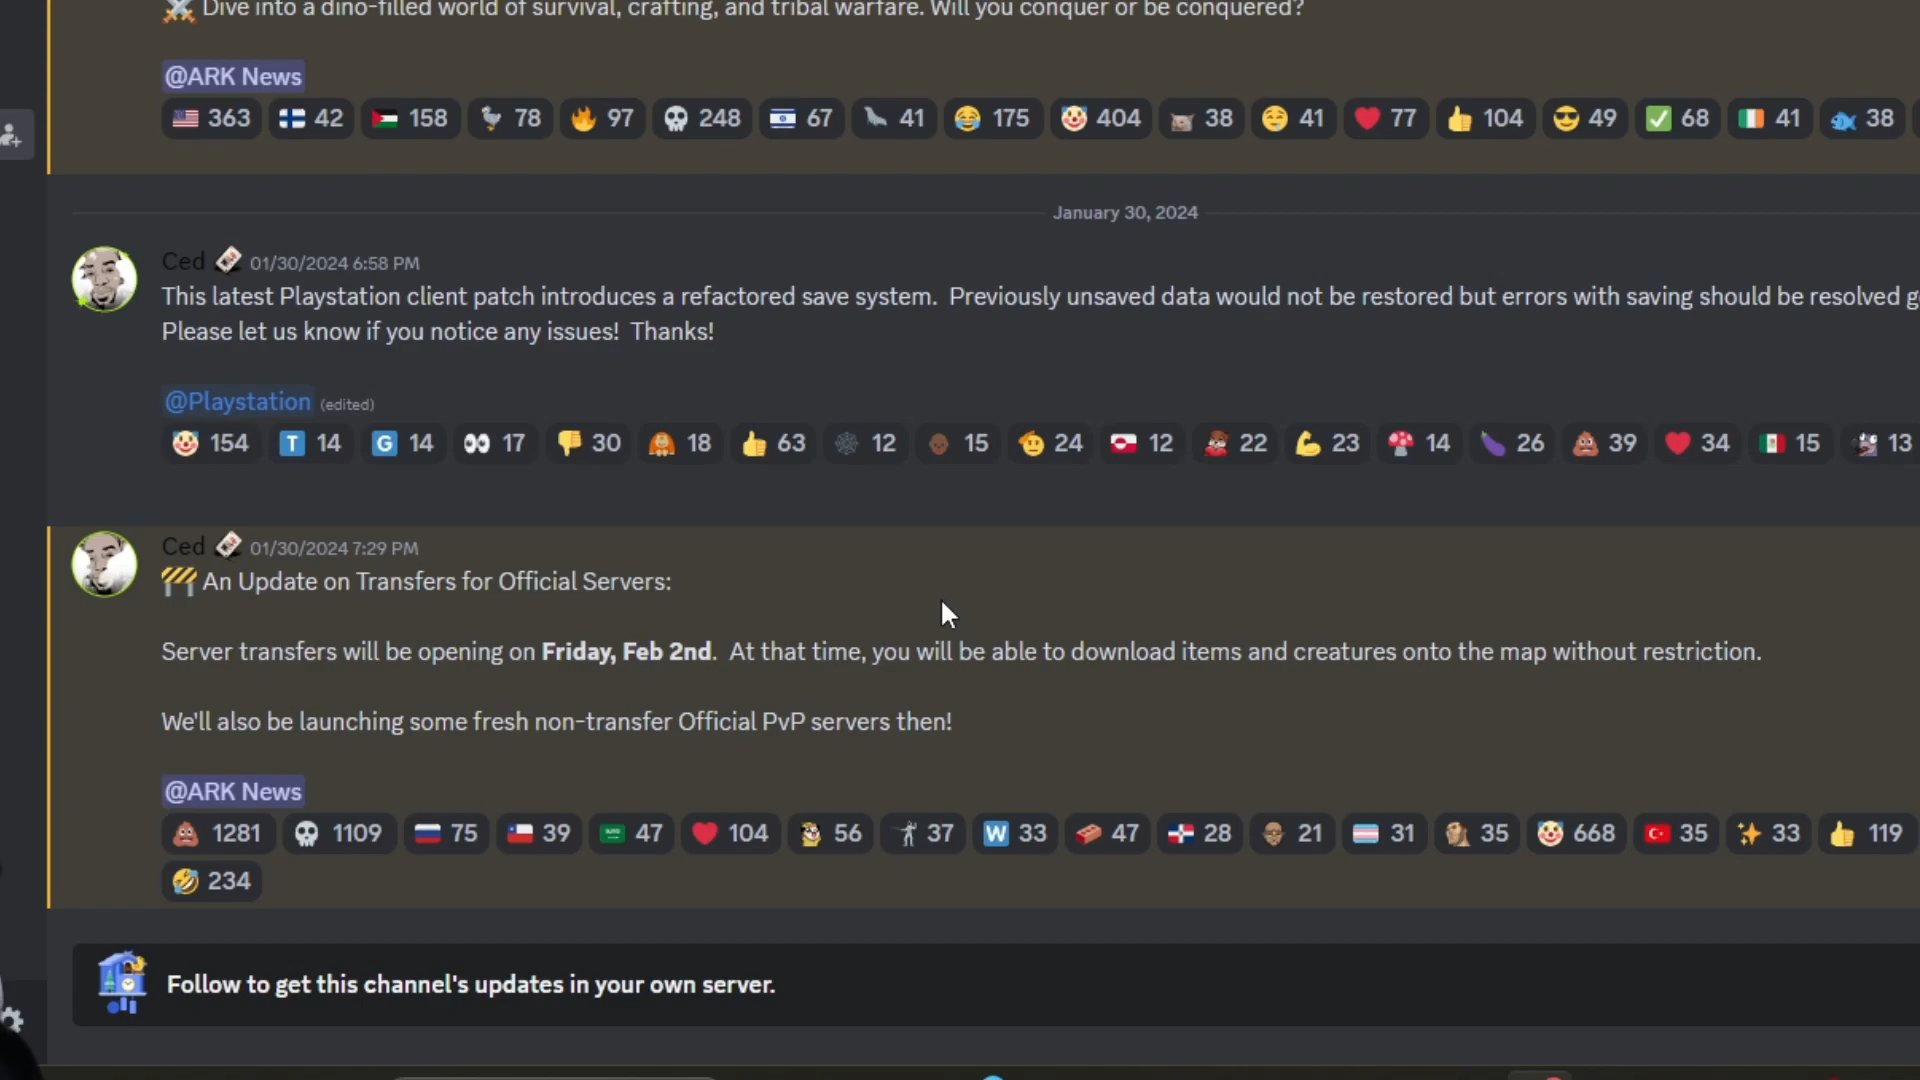 Dive into a dino-filled world of survival, crafting, and tribal warfare. Will you conquer or be conquered?
@ARK News
363 42 158 78 97 248 67 41 175 404 38 41 77 104 49 68 41 38
January 30, 2024
Ced 01/30/2024 6:58 PM
This latest Playstation client patch introduces a refactored save system.  Previously unsaved data would not be restored but errors with saving should be resolved
Please let us know if you notice any issues!  Thanks!
@Playstation (edited)
154 T 14 G 14 17 30 18 63 12 15 24 12 22 23 14 26 39 34 15 13
Ced 01/30/2024 7:29 PM
An Update on Transfers for Official Servers:
Server transfers will be opening on Friday, Feb 2nd.  At that time, you will be able to download items and creatures onto the map without restriction.
We'll also be launching some fresh non-transfer Official PvP servers then!
@ARK News
1281 1109 75 39 47 104 56 37 W 33 47 28 21 31 35 668 35 33 119
234
Follow to get this channel's updates in your own server.